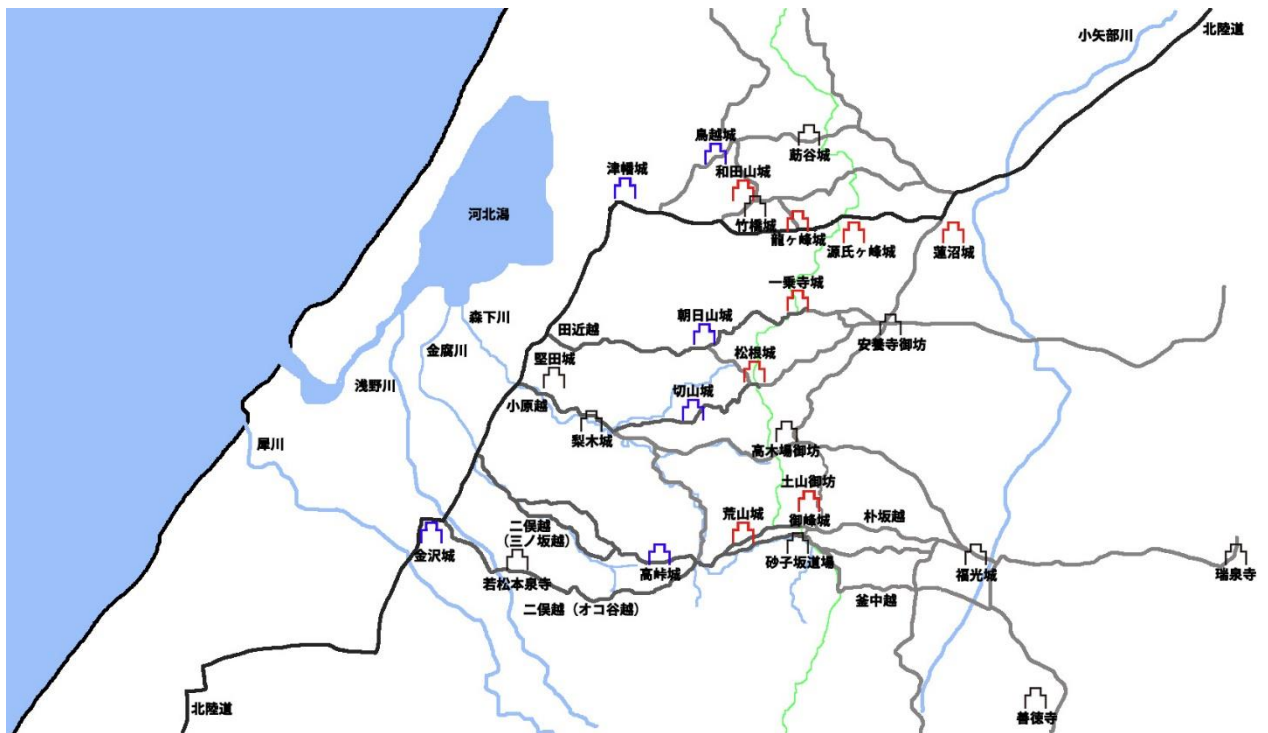 北陸道
小矢部川
鳥越城
莇谷城
津幡城
和田山城
河北潟
竹橋城
龍ヶ峰城
源氏ヶ峰城
蓮沼城
一乗寺城
森下川
田近越
朝日山城
安養寺御坊
金腐川
堅田城
松根城
浅野川
切山城
小原越
梨木城
犀川
高木場御坊
土山御坊
荒山城
御峰城
朴坂越
二俣越
（三ノ坂越）
金沢城
若松本泉寺
高峠城
砂子坂道場
福光城
瑞泉寺
二俣越（オコ谷越）
釜中越
北陸道
善徳寺